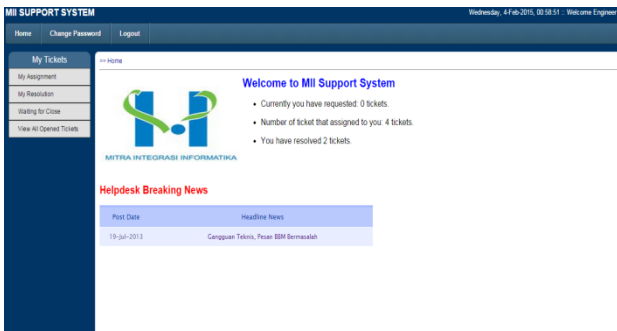 MII SUPPORT SYSTEM
Wednesday, 4-Feb-2015, 00:58:51 :: Welcome Engineer
Home Change Password Logout
My Tickets
My Assignment
My Resolution
Waiting for Close
View All Opened Tickets
>> Home
MITRA INTEGRASI INFORMATIKA
Welcome to MII Support System
• Currently you have requested: 0 tickets.
• Number of ticket that assigned to you: 4 tickets.
• You have resolved 2 tickets.
Helpdesk Breaking News
Post Date Headline News
19-Jul-2013 Gangguan Teknis, Pesan BBM Bermasalah